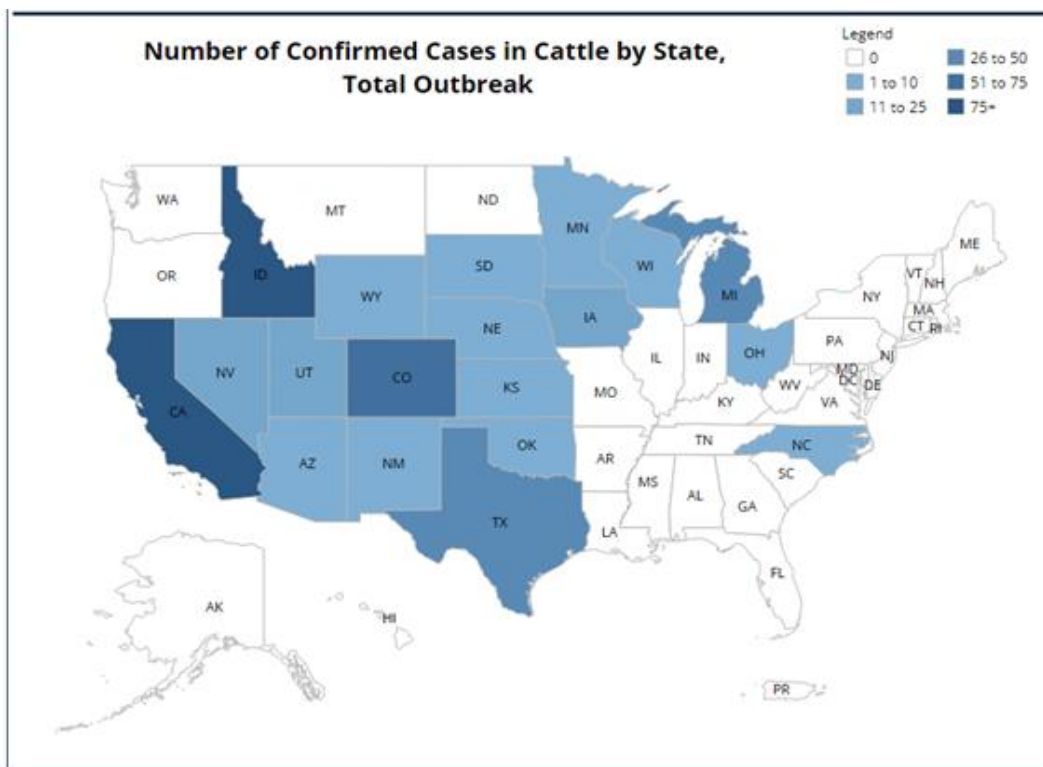 Number of Confirmed Cases in Cattle by State,
Total Outbreak
Legend
0
1 to 10
11 to 25
26 to 50
51 to 75
75+
WA
MT
ND
MN
ME
OR
ID
SD
WI
VT
NH
WY
MI
NY
MA
CT
RI
IA
NE
PA
NJ
NV
UT
CO
IL
IN
OH
MD
DC
DE
KS
MO
WV
VA
CA
KY
AZ
NM
OK
TN
NC
AR
SC
MS
AL
GA
TX
LA
FL
AK
HI
PR